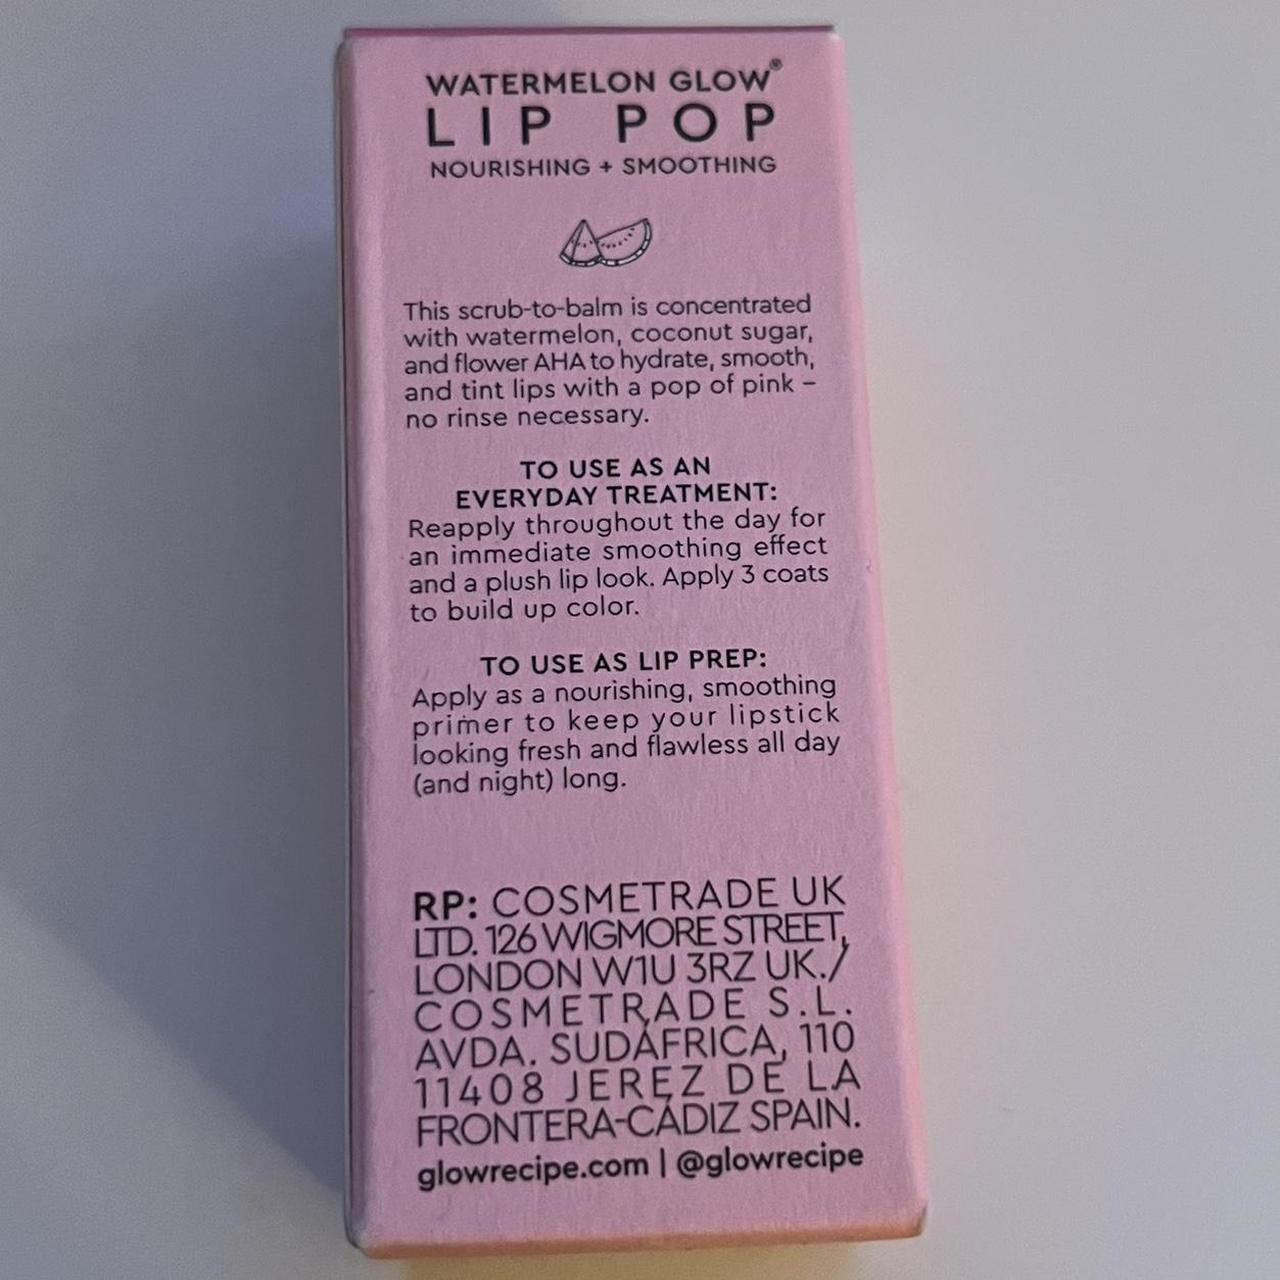 WATERMELON GLOW®
LIP POP
NOURISHING + SMOOTHING
This scrub-to-balm is concentrated
with watermelon, coconut sugar,
and flower AHA to hydrate, smooth,
and tint lips with a pop of pink –
no rinse necessary.
TO USE AS AN
EVERYDAY TREATMENT:
Reapply throughout the day for
an immediate smoothing effect
and a plush lip look. Apply 3 coats
to build up color.
TO USE AS LIP PREP:
Apply as a nourishing, smoothing
primer to keep your lipstick
looking fresh and flawless all day
(and night) long.
RP: COSMETRADE UK
LTD. 126 WIGMORE STREET,
LONDON W1U 3RZ UK./
COSMETRADE S.L.
AVDA. SUDÁFRICA, 110
11408 JEREZ DE LA
FRONTERA-CÁDIZ SPAIN.
glowrecipe.com | @glowrecipe